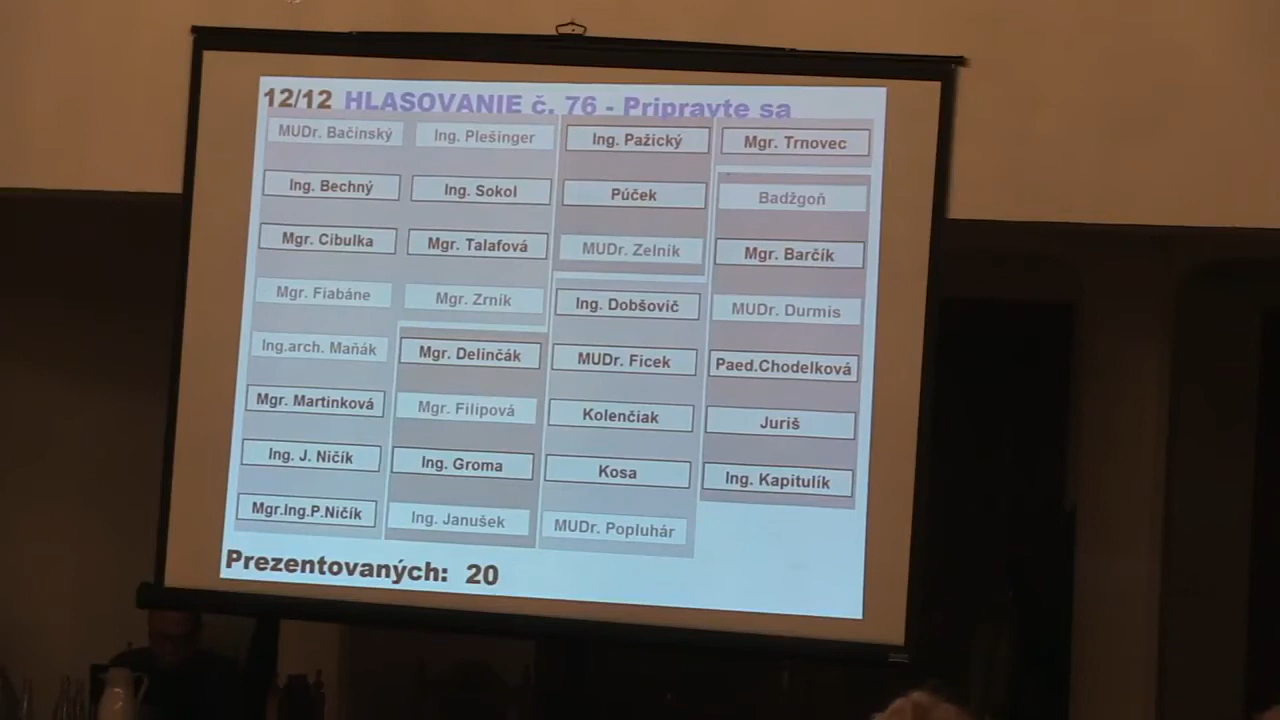 12/12 HLASOVANIE č. 76 - Pripravte sa
MUDr. Bačinský
Ing. Bechný
Mgr. Cibulka
Mgr. Fiabáne
Ing.arch. Maňák
Mgr. Martinková
Ing. J. Ničík
Mgr.Ing.P.Ničík
Ing. Plešinger
Ing. Sokol
Mgr. Talafová
Mgr. Zrník
Mgr. Delinčák
Mgr. Filipová
Ing. Groma
Ing. Janušek
Ing. Pažický
Púček
MUDr. Zelník
Ing. Dobšovič
MUDr. Ficek
Kolenčiak
Kosa
MUDr. Popluhár
Mgr. Trnovec
Badžgoň
Mgr. Barčík
MUDr. Durmis
Paed.Chodelková
Juriš
Ing. Kapitulík
Prezentovaných: 20